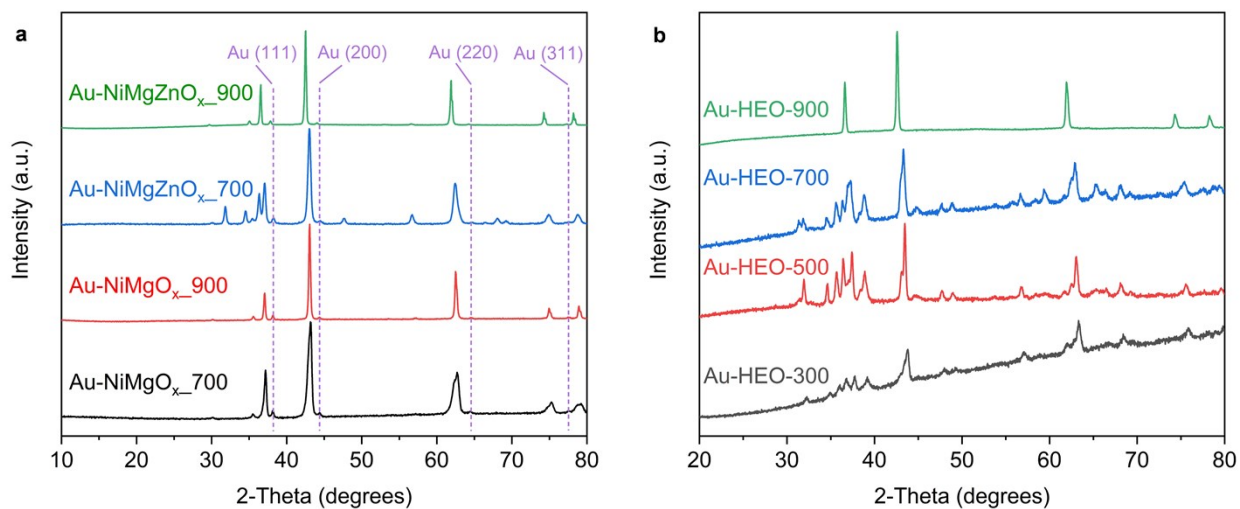 a
Au (111)
Au (200)
Au (220)
Au (311)
Au-NiMgZnOₓ_900
Au-NiMgZnOₓ_700
Au-NiMgOₓ_900
Au-NiMgOₓ_700
Intensity (a.u.)
10 20 30 40 50 60 70 80
2-Theta (degrees)
b
Au-HEO-900
Au-HEO-700
Au-HEO-500
Au-HEO-300
Intensity (a.u.)
20 30 40 50 60 70 80
2-Theta (degrees)